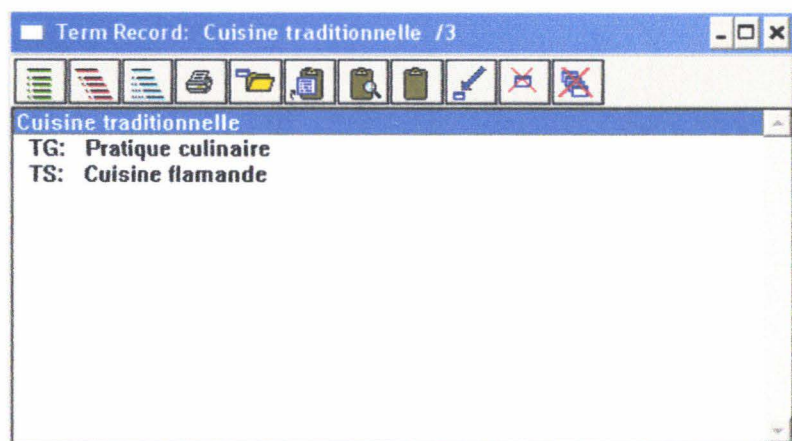 Term Record: Cuisine traditionnelle /3
Cuisine traditionnelle
TG: Pratique culinaire
TS: Cuisine flamande